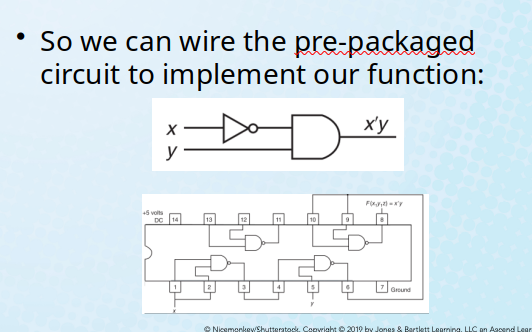 • So we can wire the pre-packaged
circuit to implement our function:
x
x'y
y
F(x,y,z) = x'y
+5 volts
DC 14 13 12 11 10 9 8
1 2 3 4 5 6 7 Ground
x y
© Nicemonkey/Shutterstock. Copyright © 2019 by Jones & Bartlett Learning, LLC an Ascend Lear